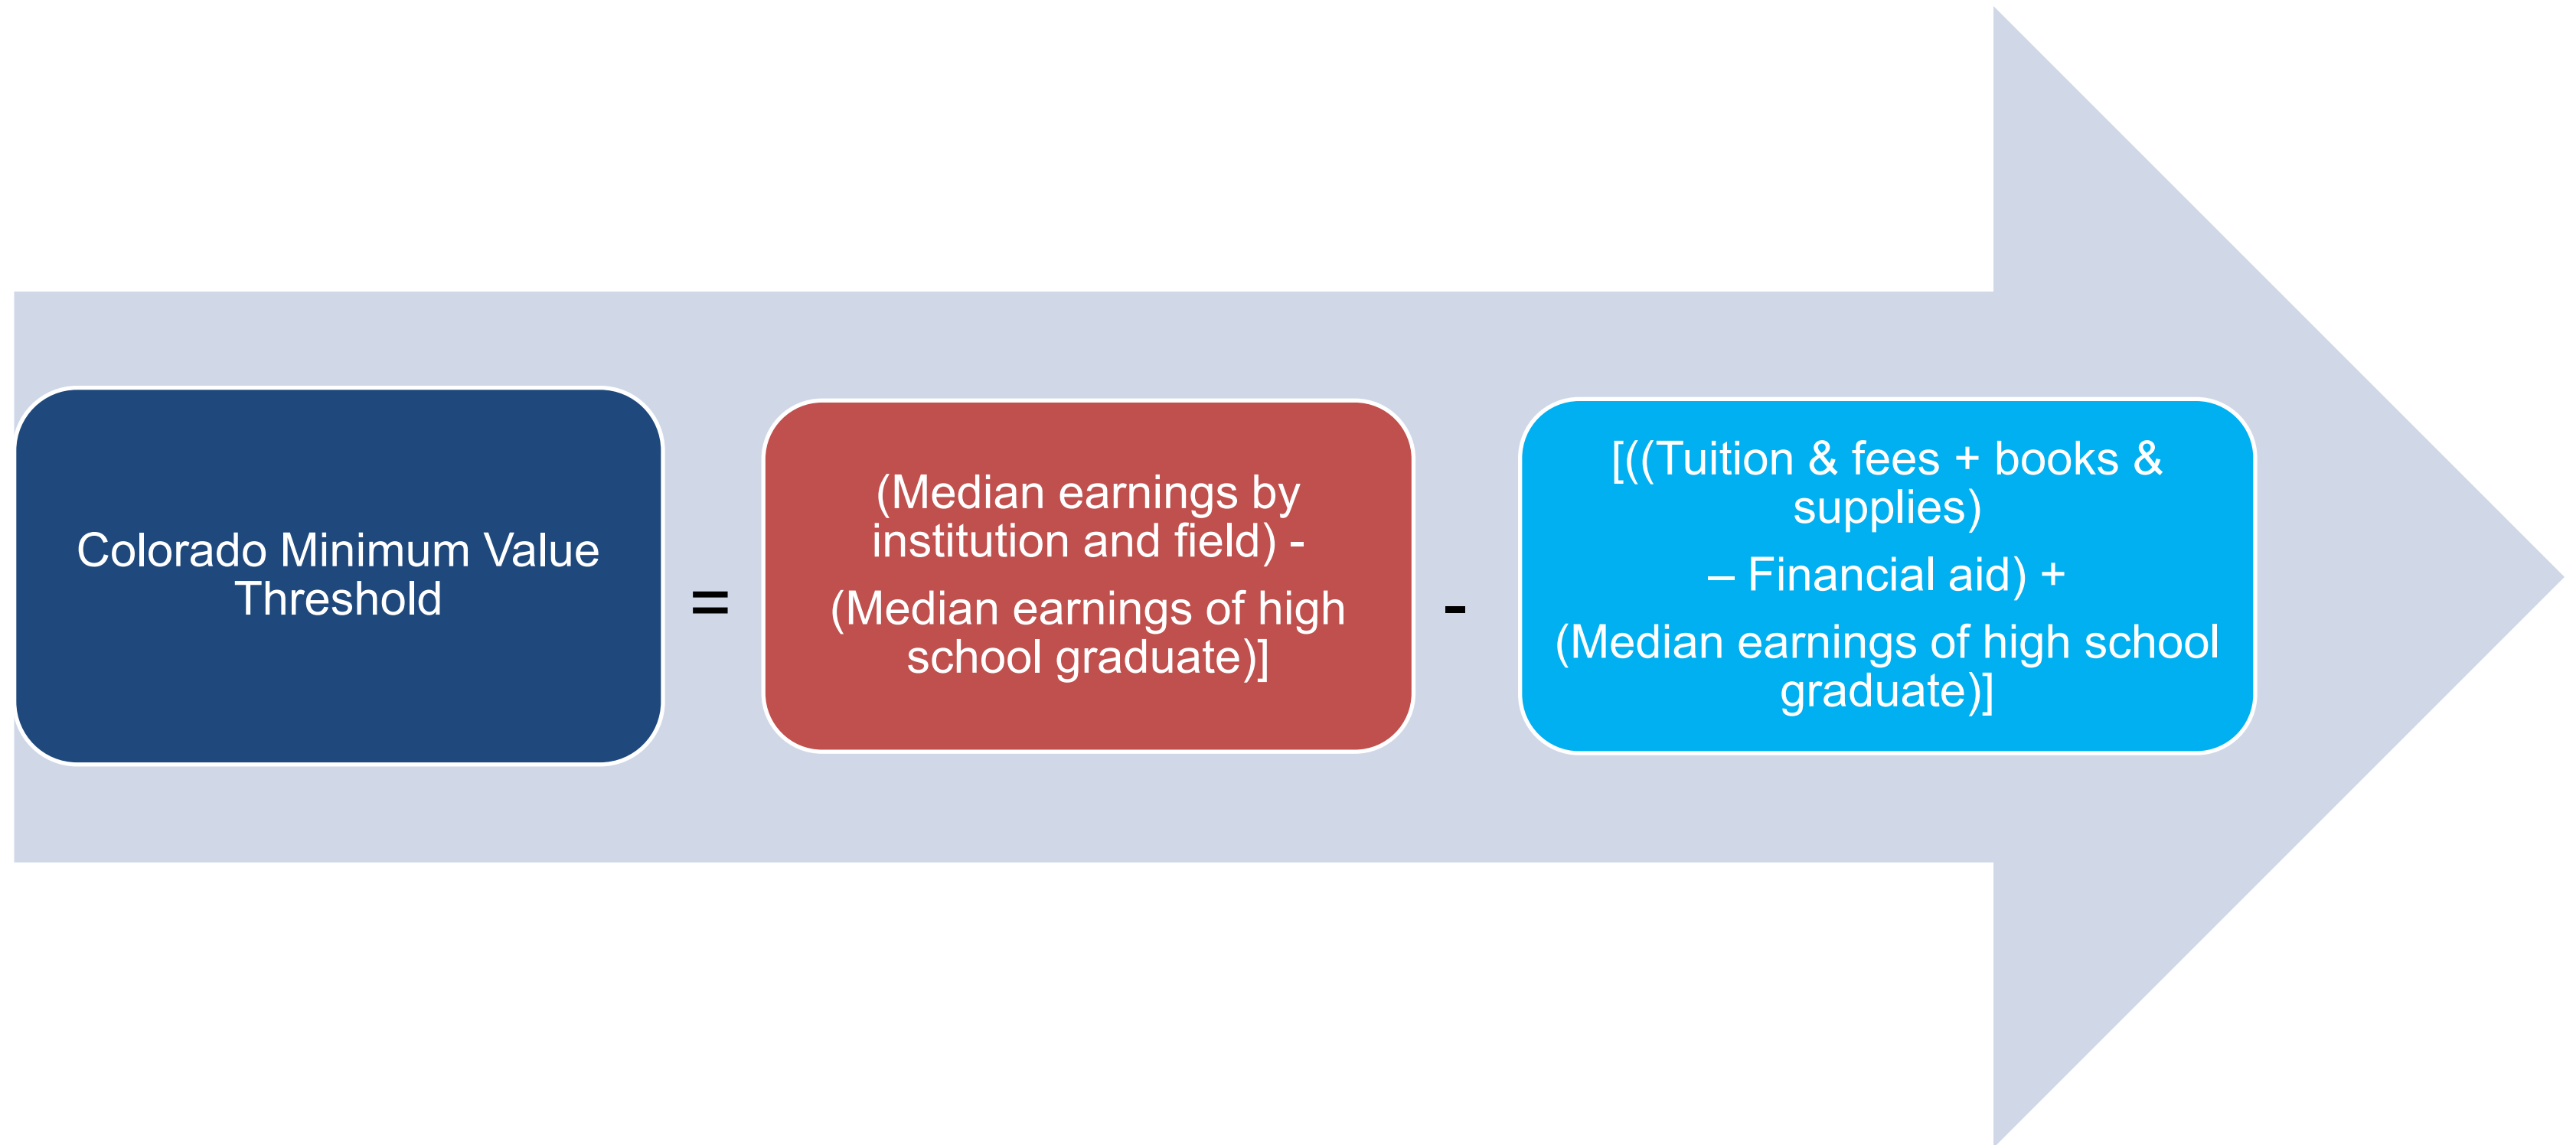 Colorado Minimum Value
Threshold
=
(Median earnings by
institution and field) -
(Median earnings of high
school graduate)]
-
[((Tuition & fees + books &
supplies)
– Financial aid) +
(Median earnings of high school
graduate)]